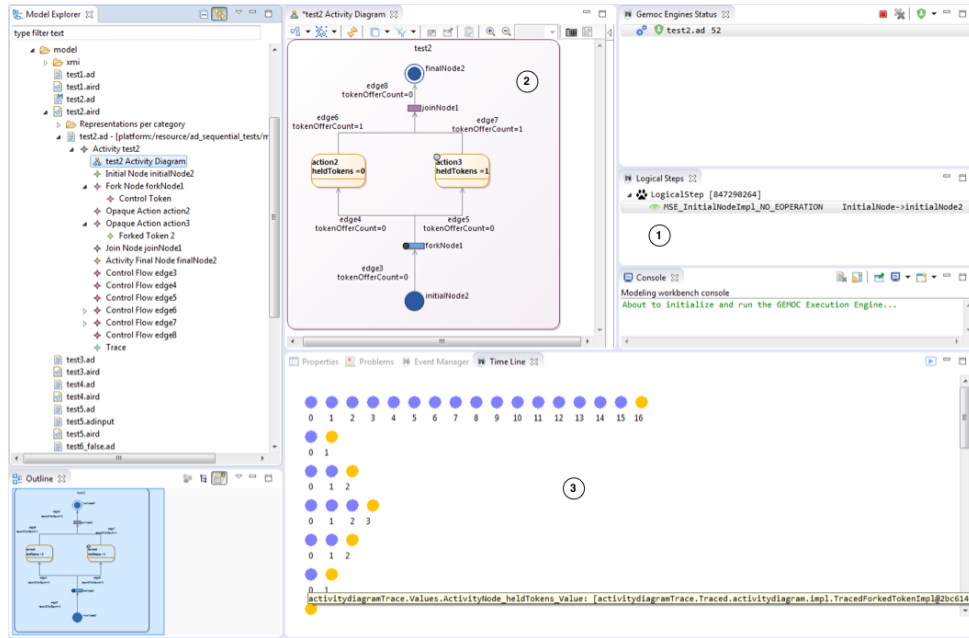 Model Explorer
type filter text
model
xmi
test1.ad
test1.aird
test2.ad
test2.aird
Representations per category
test2.ad - [platform:/resource/ad_sequential_tests/m
Activity test2
test2 Activity Diagram
Initial Node initialNode2
Fork Node forkNode1
Control Token
Opaque Action action2
Opaque Action action3
Forked Token 2
Join Node joinNode1
Activity Final Node finalNode2
Control Flow edge3
Control Flow edge4
Control Flow edge5
Control Flow edge6
Control Flow edge7
Control Flow edge8
Trace
test3.ad
test3.aird
test4.ad
test4.aird
test5.ad
test5.adinput
test5.aird
test6_false.ad
Outline
*test2 Activity Diagram
test2
finalNode2
2
edge8
tokenOfferCount=0
joinNode1
edge6
tokenOfferCount=1
edge7
tokenOfferCount=1
action2
heldTokens =0
action3
heldTokens =1
edge4
tokenOfferCount=0
edge5
tokenOfferCount=0
forkNode1
edge3
tokenOfferCount=0
initialNode2
Gemoc Engines Status
test2.ad 52
Logical Steps
LogicalStep [847290264]
MSE_InitialNodeImpl_NO_EOPERATION InitialNode->initialNode2
1
Console
Modeling workbench console
About to initialize and run the GEMOC Execution Engine...
Properties Problems Event Manager Time Line
0 1 2 3 4 5 6 7 8 9 10 11 12 13 14 15 16
0 1
0 1 2
3
0 1 2 3
0 1 2
0 1
activitydiagramTrace.Values.ActivityNode_heldTokens_Value: [activitydiagramTrace.Traced.activitydiagram.impl.TracedForkedTokenImpl@2bc614